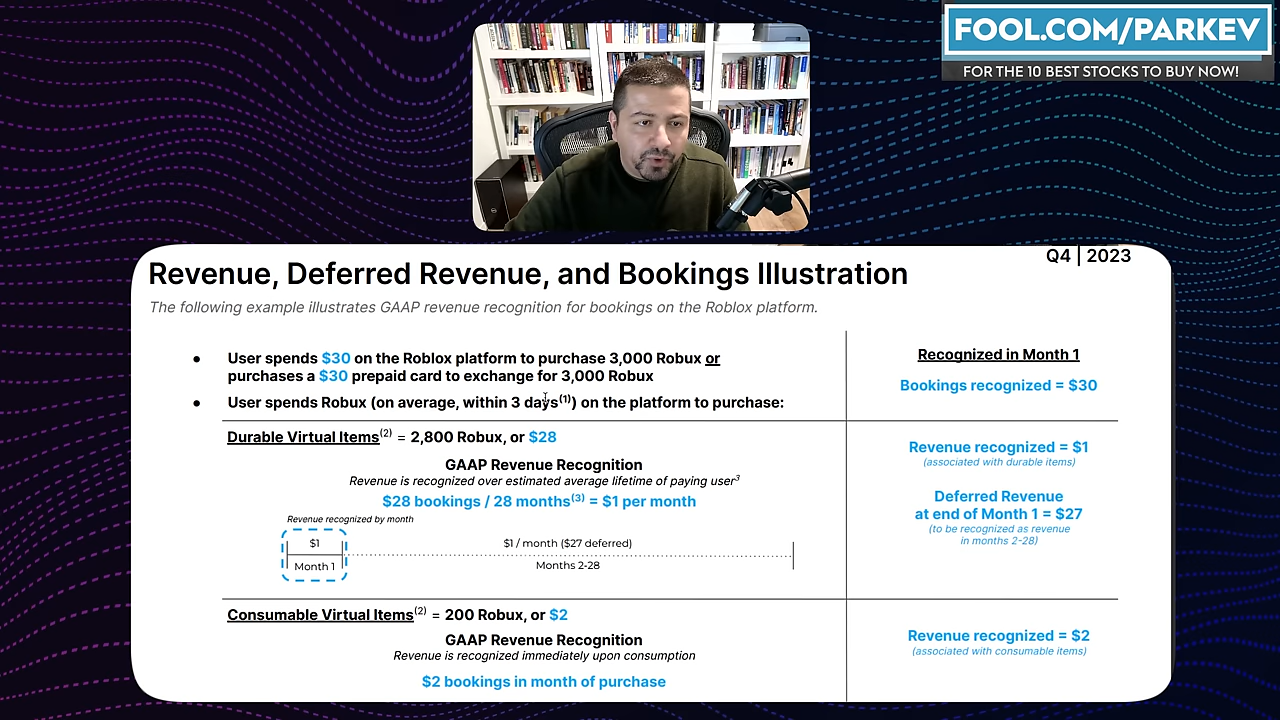 FOOL.COM/PARKEV
FOR THE 10 BEST STOCKS TO BUY NOW!
Q4 | 2023
Revenue, Deferred Revenue, and Bookings Illustration
The following example illustrates GAAP revenue recognition for bookings on the Roblox platform.
● User spends $30 on the Roblox platform to purchase 3,000 Robux or
purchases a $30 prepaid card to exchange for 3,000 Robux
● User spends Robux (on average, within 3 days(1)) on the platform to purchase:
Recognized in Month 1
Bookings recognized = $30
Durable Virtual Items(2) = 2,800 Robux, or $28
GAAP Revenue Recognition
Revenue is recognized over estimated average lifetime of paying user3
$28 bookings / 28 months(3) = $1 per month
Revenue recognized by month
$1
$1 / month ($27 deferred)
Month 1
Months 2-28
Revenue recognized = $1
(associated with durable items)
Deferred Revenue
at end of Month 1 = $27
(to be recognized as revenue
in months 2-28)
Consumable Virtual Items(2) = 200 Robux, or $2
GAAP Revenue Recognition
Revenue is recognized immediately upon consumption
$2 bookings in month of purchase
Revenue recognized = $2
(associated with consumable items)